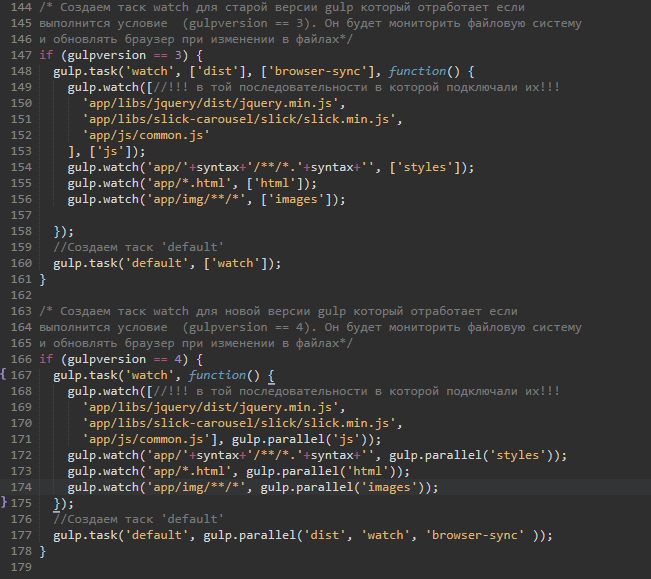 144 /* Создаем таск watch для старой версии gulp который отработает если
145 выполнится условие  (gulpversion == 3). Он будет мониторить файловую систему
146 и обновлять браузер при изменении в файлах*/
147 if (gulpversion == 3) {
148   gulp.task('watch', ['dist'], ['browser-sync'], function() {
149     gulp.watch([//!!! в той последовательности в которой подключали их!!!
150       'app/libs/jquery/dist/jquery.min.js',
151       'app/libs/slick-carousel/slick/slick.min.js',
152       'app/js/common.js'
153     ], ['js']);
154     gulp.watch('app/'+syntax+'/**/*.'+syntax+'', ['styles']);
155     gulp.watch('app/*.html', ['html']);
156     gulp.watch('app/img/**/*', ['images']);
157
158   });
159   //Создаем таск 'default'
160   gulp.task('default', ['watch']);
161 }
162
163 /* Создаем таск watch для новой версии gulp который отработает если
164 выполнится условие  (gulpversion == 4). Он будет мониторить файловую систему
165 и обновлять браузер при изменении в файлах*/
166 if (gulpversion == 4) {
{ 167   gulp.task('watch', function() {
168     gulp.watch([//!!! в той последовательности в которой подключали их!!!
169       'app/libs/jquery/dist/jquery.min.js',
170       'app/libs/slick-carousel/slick/slick.min.js',
171       'app/js/common.js'], gulp.parallel('js'));
172     gulp.watch('app/'+syntax+'/**/*.'+syntax+'', gulp.parallel('styles'));
173     gulp.watch('app/*.html', gulp.parallel('html'));
174     gulp.watch('app/img/**/*', gulp.parallel('images'));
} 175   });
176   //Создаем таск 'default'
177   gulp.task('default', gulp.parallel('dist', 'watch', 'browser-sync' ));
178 }
179